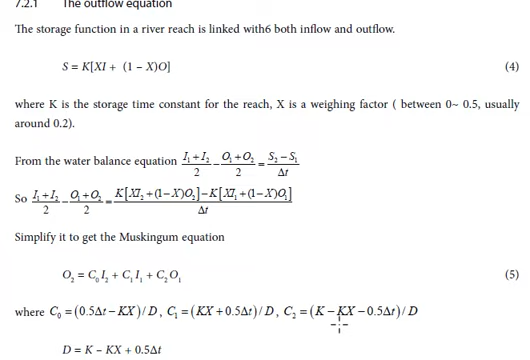 7.2.1 The outflow equation
The storage function in a river reach is linked with6 both inflow and outflow.
S = K[XI + (1 – X)O] (4)
where K is the storage time constant for the reach, X is a weighing factor ( between 0~ 0.5, usually
around 0.2).
From the water balance equation (I₁ + I₂)/2 − (O₁ + O₂)/2 = (S₂ − S₁)/Δt
So (I₁ + I₂)/2 − (O₁ + O₂)/2 = (K[XI₂ + (1−X)O₂] − K[XI₁ + (1−X)O₁])/Δt
Simplify it to get the Muskingum equation
O₂ = C₀I₂ + C₁I₁ + C₂O₁ (5)
where C₀ = (0.5Δt − KX) / D , C₁ = (KX + 0.5Δt) / D , C₂ = (K − KX − 0.5Δt) / D
D = K – KX + 0.5Δt